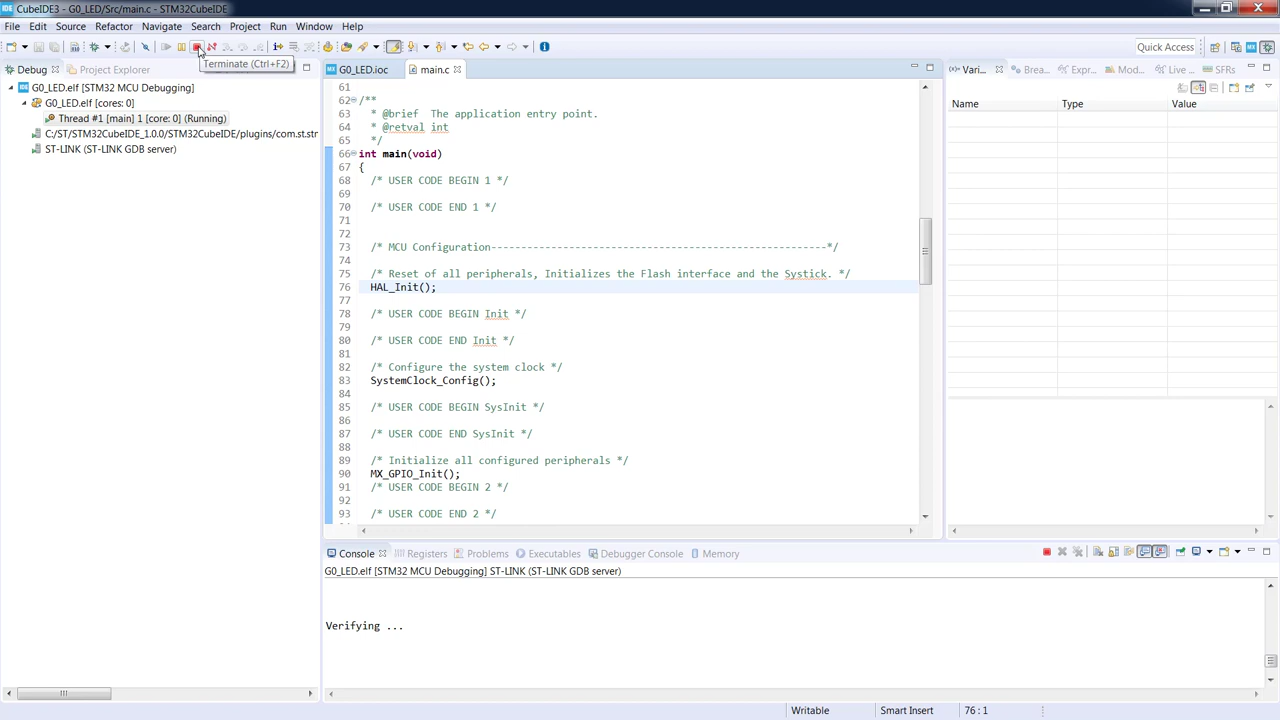 CubeIDE3 - G0_LED/Src/main.c - STM32CubeIDE
File Edit Source Refactor Navigate Search Project Run Window Help
Quick Access
Terminate (Ctrl+F2)
Debug Project Explorer
G0_LED.elf [STM32 MCU Debugging]
G0_LED.elf [cores: 0]
Thread #1 [main] 1 [core: 0] (Running)
C:/ST/STM32CubeIDE_1.0.0/STM32CubeIDE/plugins/com.st.stm
ST-LINK (ST-LINK GDB server)
G0_LED.ioc main.c
61
62 /**
63 * @brief The application entry point.
64 * @retval int
65 */
66 int main(void)
67 {
68 /* USER CODE BEGIN 1 */
69
70 /* USER CODE END 1 */
71
72
73 /* MCU Configuration--------------------------------------------------------*/
74
75 /* Reset of all peripherals, Initializes the Flash interface and the Systick. */
76 HAL_Init();
77
78 /* USER CODE BEGIN Init */
79
80 /* USER CODE END Init */
81
82 /* Configure the system clock */
83 SystemClock_Config();
84
85 /* USER CODE BEGIN SysInit */
86
87 /* USER CODE END SysInit */
88
89 /* Initialize all configured peripherals */
90 MX_GPIO_Init();
91 /* USER CODE BEGIN 2 */
92
93 /* USER CODE END 2 */
Vari... Brea... Expr... Mod... Live ... SFRs
Name Type Value
Console Registers Problems Executables Debugger Console Memory
G0_LED.elf [STM32 MCU Debugging] ST-LINK (ST-LINK GDB server)
Verifying ...
Writable Smart Insert 76 : 1